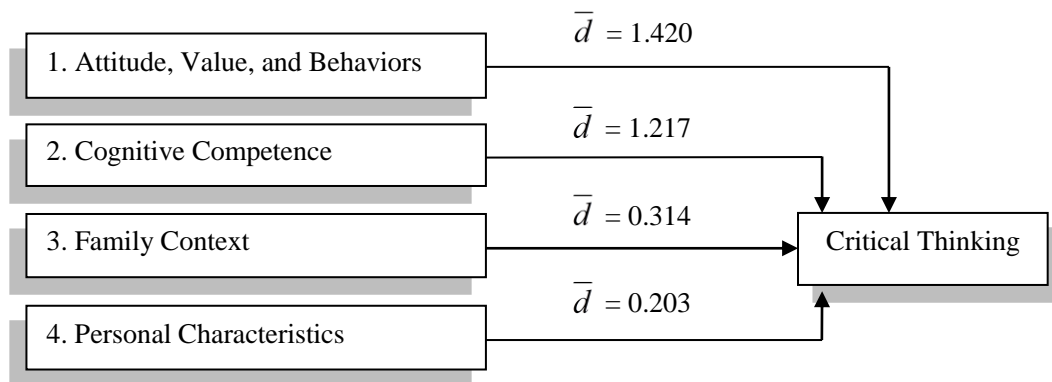 d̅ = 1.420
1. Attitude, Value, and Behaviors
d̅ = 1.217
2. Cognitive Competence
d̅ = 0.314
3. Family Context
Critical Thinking
d̅ = 0.203
4. Personal Characteristics